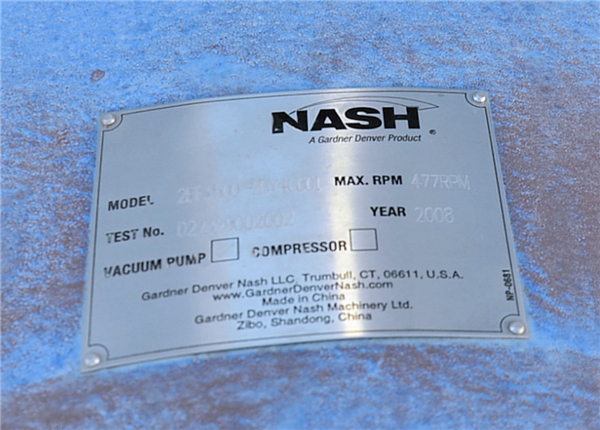 NASH
A Gardner Denver Product ®
MODEL MAX. RPM 477RPM
TEST No. YEAR 2008
VACUUM PUMP COMPRESSOR
Gardner Denver Nash LLC, Trumbull, CT, 06611, U.S.A.
www.GardnerDenverNash.com
Made in China
Gardner Denver Nash Machinery Ltd.
Zibo, Shandong, China
NP-0681